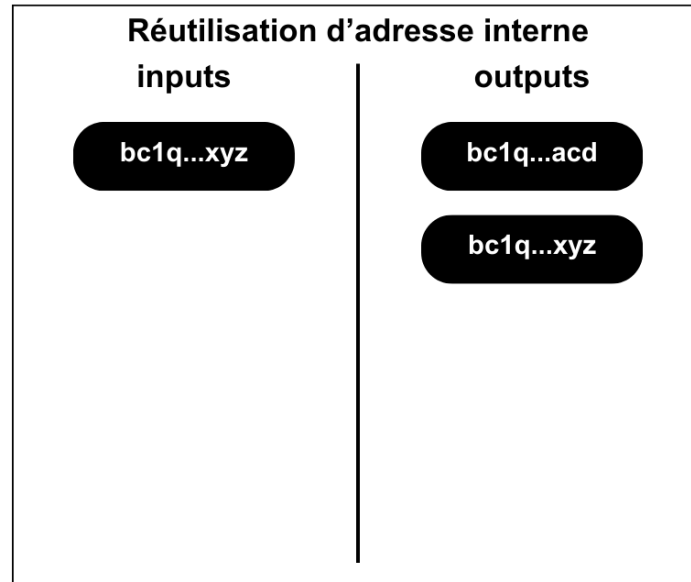 Réutilisation d’adresse interne
inputs
outputs
bc1q...xyz
bc1q...acd
bc1q...xyz